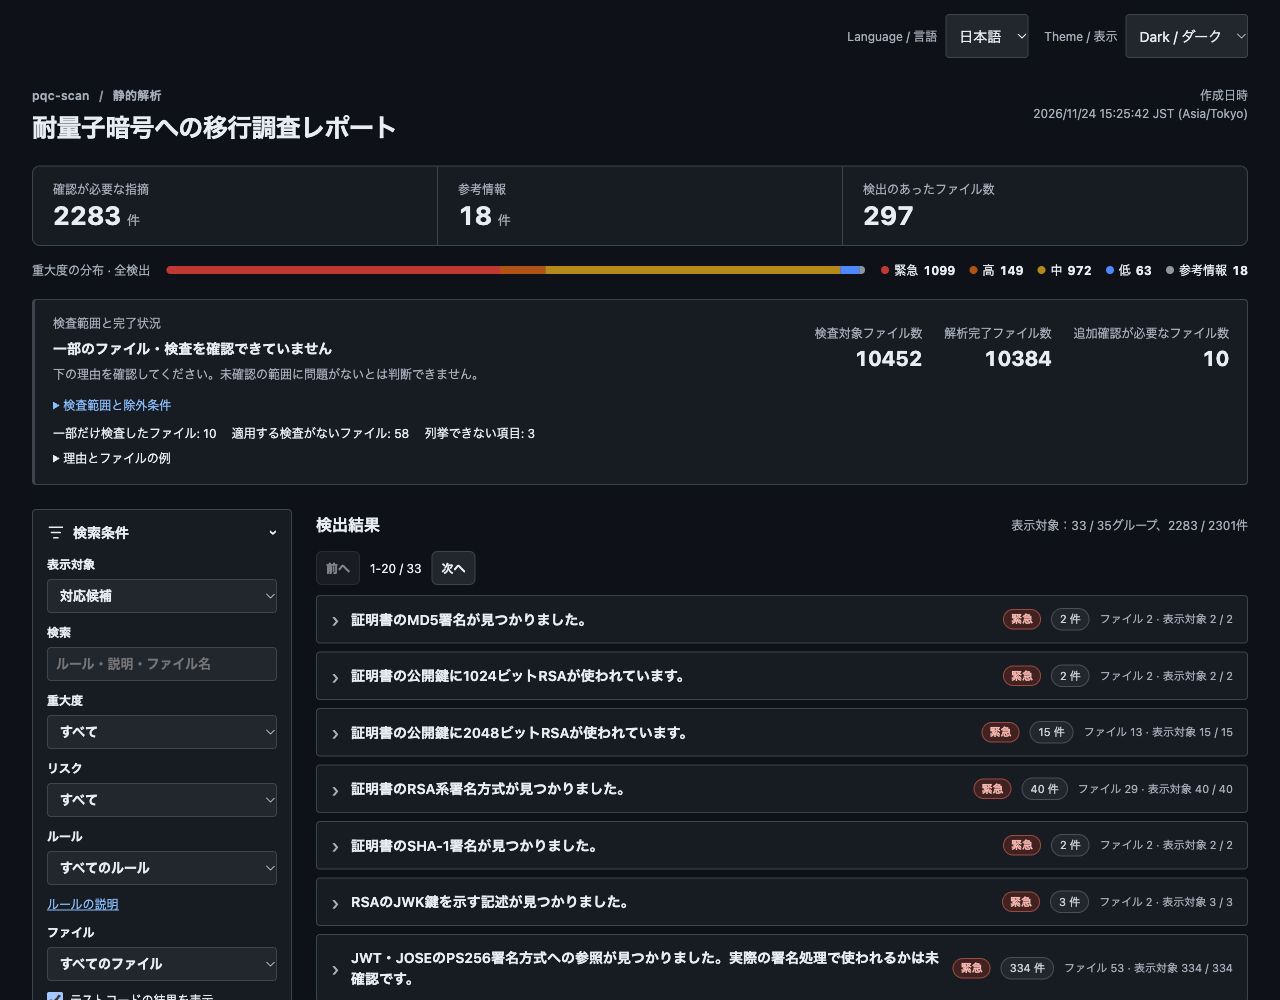 Language / 言語 日本語 Theme / 表示 Dark / ダーク
pqc-scan / 静的解析
耐量子暗号への移行調査レポート
作成日時
2026/11/24 15:25:42 JST (Asia/Tokyo)
確認が必要な指摘
2283 件
参考情報
18 件
検出のあったファイル数
297
重大度の分布 · 全検出 緊急 1099 高 149 中 972 低 63 参考情報 18
検査範囲と完了状況
一部のファイル・検査を確認できていません
下の理由を確認してください。未確認の範囲に問題がないとは判断できません。
検査対象ファイル数
10452
解析完了ファイル数
10384
追加確認が必要なファイル数
10
検査範囲と除外条件
一部だけ検査したファイル: 10 適用する検査がないファイル: 58 列挙できない項目: 3
理由とファイルの例
検索条件
表示対象
対応候補
検索
ルール・説明・ファイル名
重大度
すべて
リスク
すべて
ルール
すべてのルール
ルールの説明
ファイル
すべてのファイル
テストコードの結果を表示
検出結果
表示対象：33 / 35グループ、2283 / 2301件
前へ 1-20 / 33 次へ
証明書のMD5署名が見つかりました。 緊急 2 件 ファイル 2 · 表示対象 2 / 2
証明書の公開鍵に1024ビットRSAが使われています。 緊急 2 件 ファイル 2 · 表示対象 2 / 2
証明書の公開鍵に2048ビットRSAが使われています。 緊急 15 件 ファイル 13 · 表示対象 15 / 15
証明書のRSA系署名方式が見つかりました。 緊急 40 件 ファイル 29 · 表示対象 40 / 40
証明書のSHA-1署名が見つかりました。 緊急 2 件 ファイル 2 · 表示対象 2 / 2
RSAのJWK鍵を示す記述が見つかりました。 緊急 3 件 ファイル 2 · 表示対象 3 / 3
JWT・JOSEのPS256署名方式への参照が見つかりました。実際の署名処理で使われるかは未
確認です。 緊急 334 件 ファイル 53 · 表示対象 334 / 334